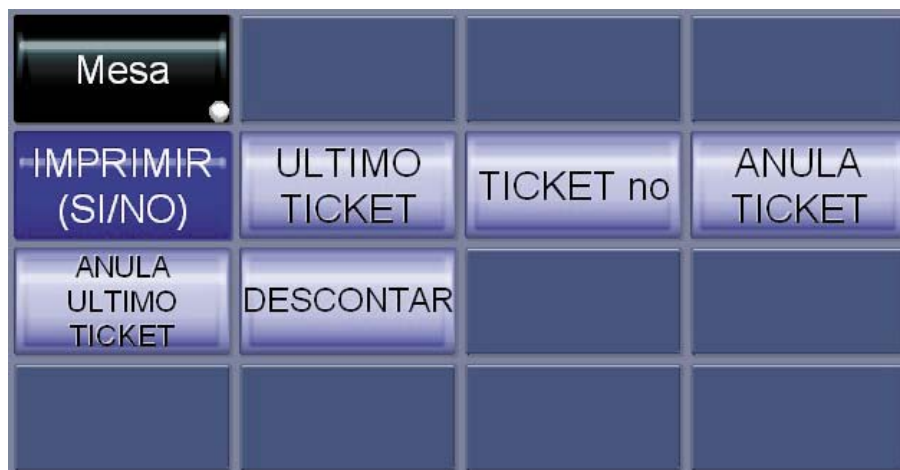 Mesa
IMPRIMIR
(SI/NO)
ULTIMO
TICKET
TICKET no
ANULA
TICKET
ANULA
ULTIMO
TICKET
DESCONTAR